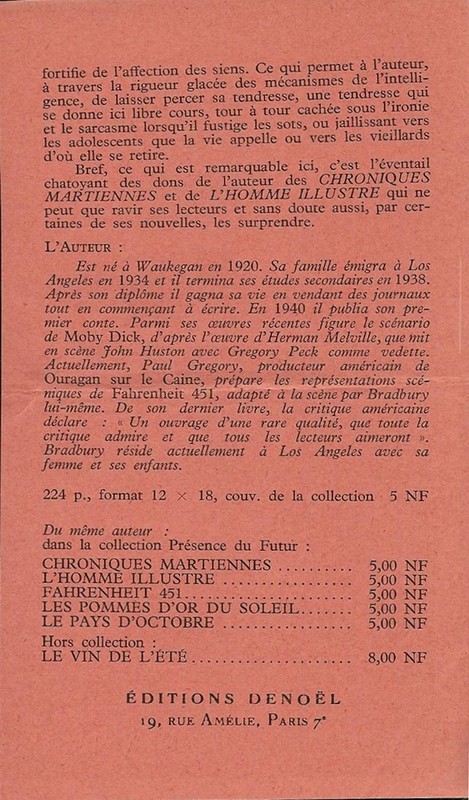 fortifie de l'affection des siens. Ce qui permet à l'auteur,
à travers la rigueur glacée des mécanismes de l'intelli-
gence, de laisser percer sa tendresse, une tendresse qui
se donne ici libre cours, tour à tour cachée sous l'ironie
et le sarcasme lorsqu'il fustige les sots, ou jaillissant vers
les adolescents que la vie appelle ou vers les vieillards
d'où elle se retire.
Bref, ce qui est remarquable ici, c'est l'éventail
chatoyant des dons de l'auteur des CHRONIQUES
MARTIENNES et de L'HOMME ILLUSTRE qui ne
peut que ravir ses lecteurs et sans doute aussi, par cer-
taines de ses nouvelles, les surprendre.
L'AUTEUR :
Est né à Waukegan en 1920. Sa famille émigra à Los
Angeles en 1934 et il termina ses études secondaires en 1938.
Après son diplôme il gagna sa vie en vendant des journaux
tout en commençant à écrire. En 1940 il publia son pre-
mier conte. Parmi ses œuvres récentes figure le scénario
de Moby Dick, d'après l'œuvre d'Herman Melville, que mit
en scène John Huston avec Gregory Peck comme vedette.
Actuellement, Paul Gregory, producteur américain de
Ouragan sur le Caine, prépare les représentations scé-
niques de Fahrenheit 451, adapté à la scène par Bradbury
lui-même. De son dernier livre, la critique américaine
déclare : « Un ouvrage d'une rare qualité, que toute la
critique admire et que tous les lecteurs aimeront ».
Bradbury réside actuellement à Los Angeles avec sa
femme et ses enfants.
224 p., format 12 × 18, couv. de la collection 5 NF
Du même auteur :
dans la collection Présence du Futur :
CHRONIQUES MARTIENNES .......... 5,00 NF
L'HOMME ILLUSTRE ................. 5,00 NF
FAHRENHEIT 451...................... 5,00 NF
LES POMMES D'OR DU SOLEIL....... 5,00 NF
LE PAYS D'OCTOBRE ................. 5,00 NF
Hors collection :
LE VIN DE L'ÉTÉ..................... 8,00 NF
ÉDITIONS DENOËL
19, RUE AMÉLIE, PARIS 7e